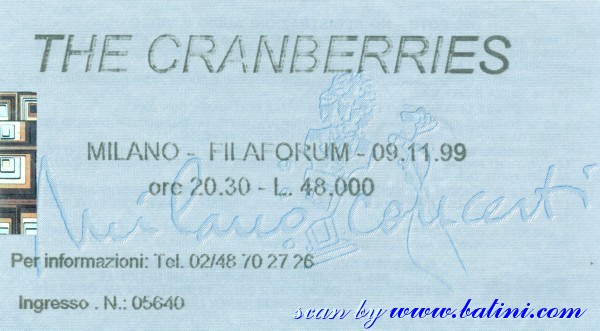 THE CRANBERRIES
MILANO - FILAFORUM - 09.11.99
ore 20.30 - L. 48.000
Milano Concerti
Per informazioni: Tel. 02/48 70 27 26
Ingresso . N.: 05640
scan by www.batini.com